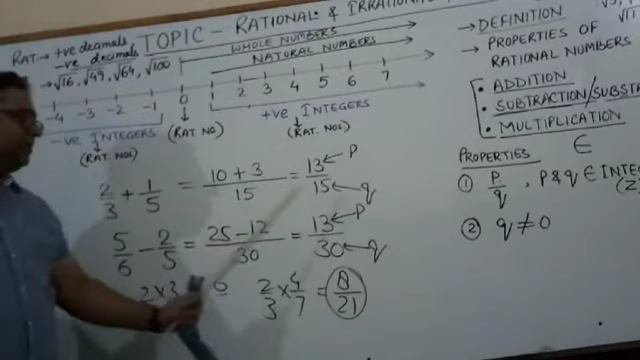 TOPIC - RATIONAL & IRRATIONAL
RAT → +ve decimals
-ve decimals
→ √16, √49, √64, √100
WHOLE NUMBERS
NATURAL NUMBERS
-4 -3 -2 -1 0 1 2 3 4 5 6 7
-ve INTEGERS
(RAT. NOS)
(RAT NO)
+ve INTEGERS
(RAT. NOS)
2/3 + 1/5 = 10+3/15 = 13/15 ← P ← q
5/6 - 2/5 = 25-12/30 = 13/30 ← P ← q
2/3 × 4/7 = 8/21
→ DEFINITION
→ PROPERTIES OF
RATIONAL NUMBERS
• ADDITION
• SUBTRACTION/SUBSTA
• MULTIPLICATION
∈
PROPERTIES
① P/q , P & q ∈ INTE
(Z)
② q ≠ 0